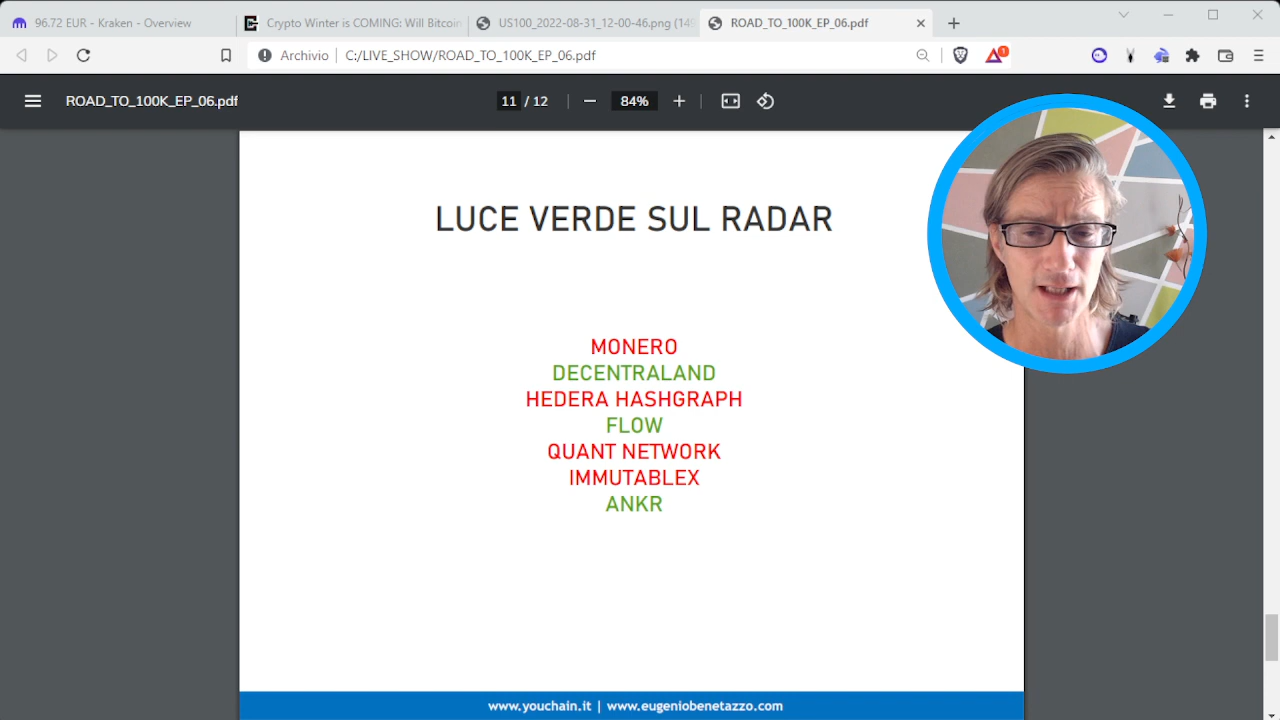 96.72 EUR - Kraken - Overview
Crypto Winter is COMING: Will Bitcoin
US100_2022-08-31_12-00-46.png (149
ROAD_TO_100K_EP_06.pdf
Archivio
C:/LIVE_SHOW/ROAD_TO_100K_EP_06.pdf
1
ROAD_TO_100K_EP_06.pdf
11 / 12
84%
LUCE VERDE SUL RADAR
MONERO
DECENTRALAND
HEDERA HASHGRAPH
FLOW
QUANT NETWORK
IMMUTABLEX
ANKR
www.youchain.it | www.eugeniobenetazzo.com